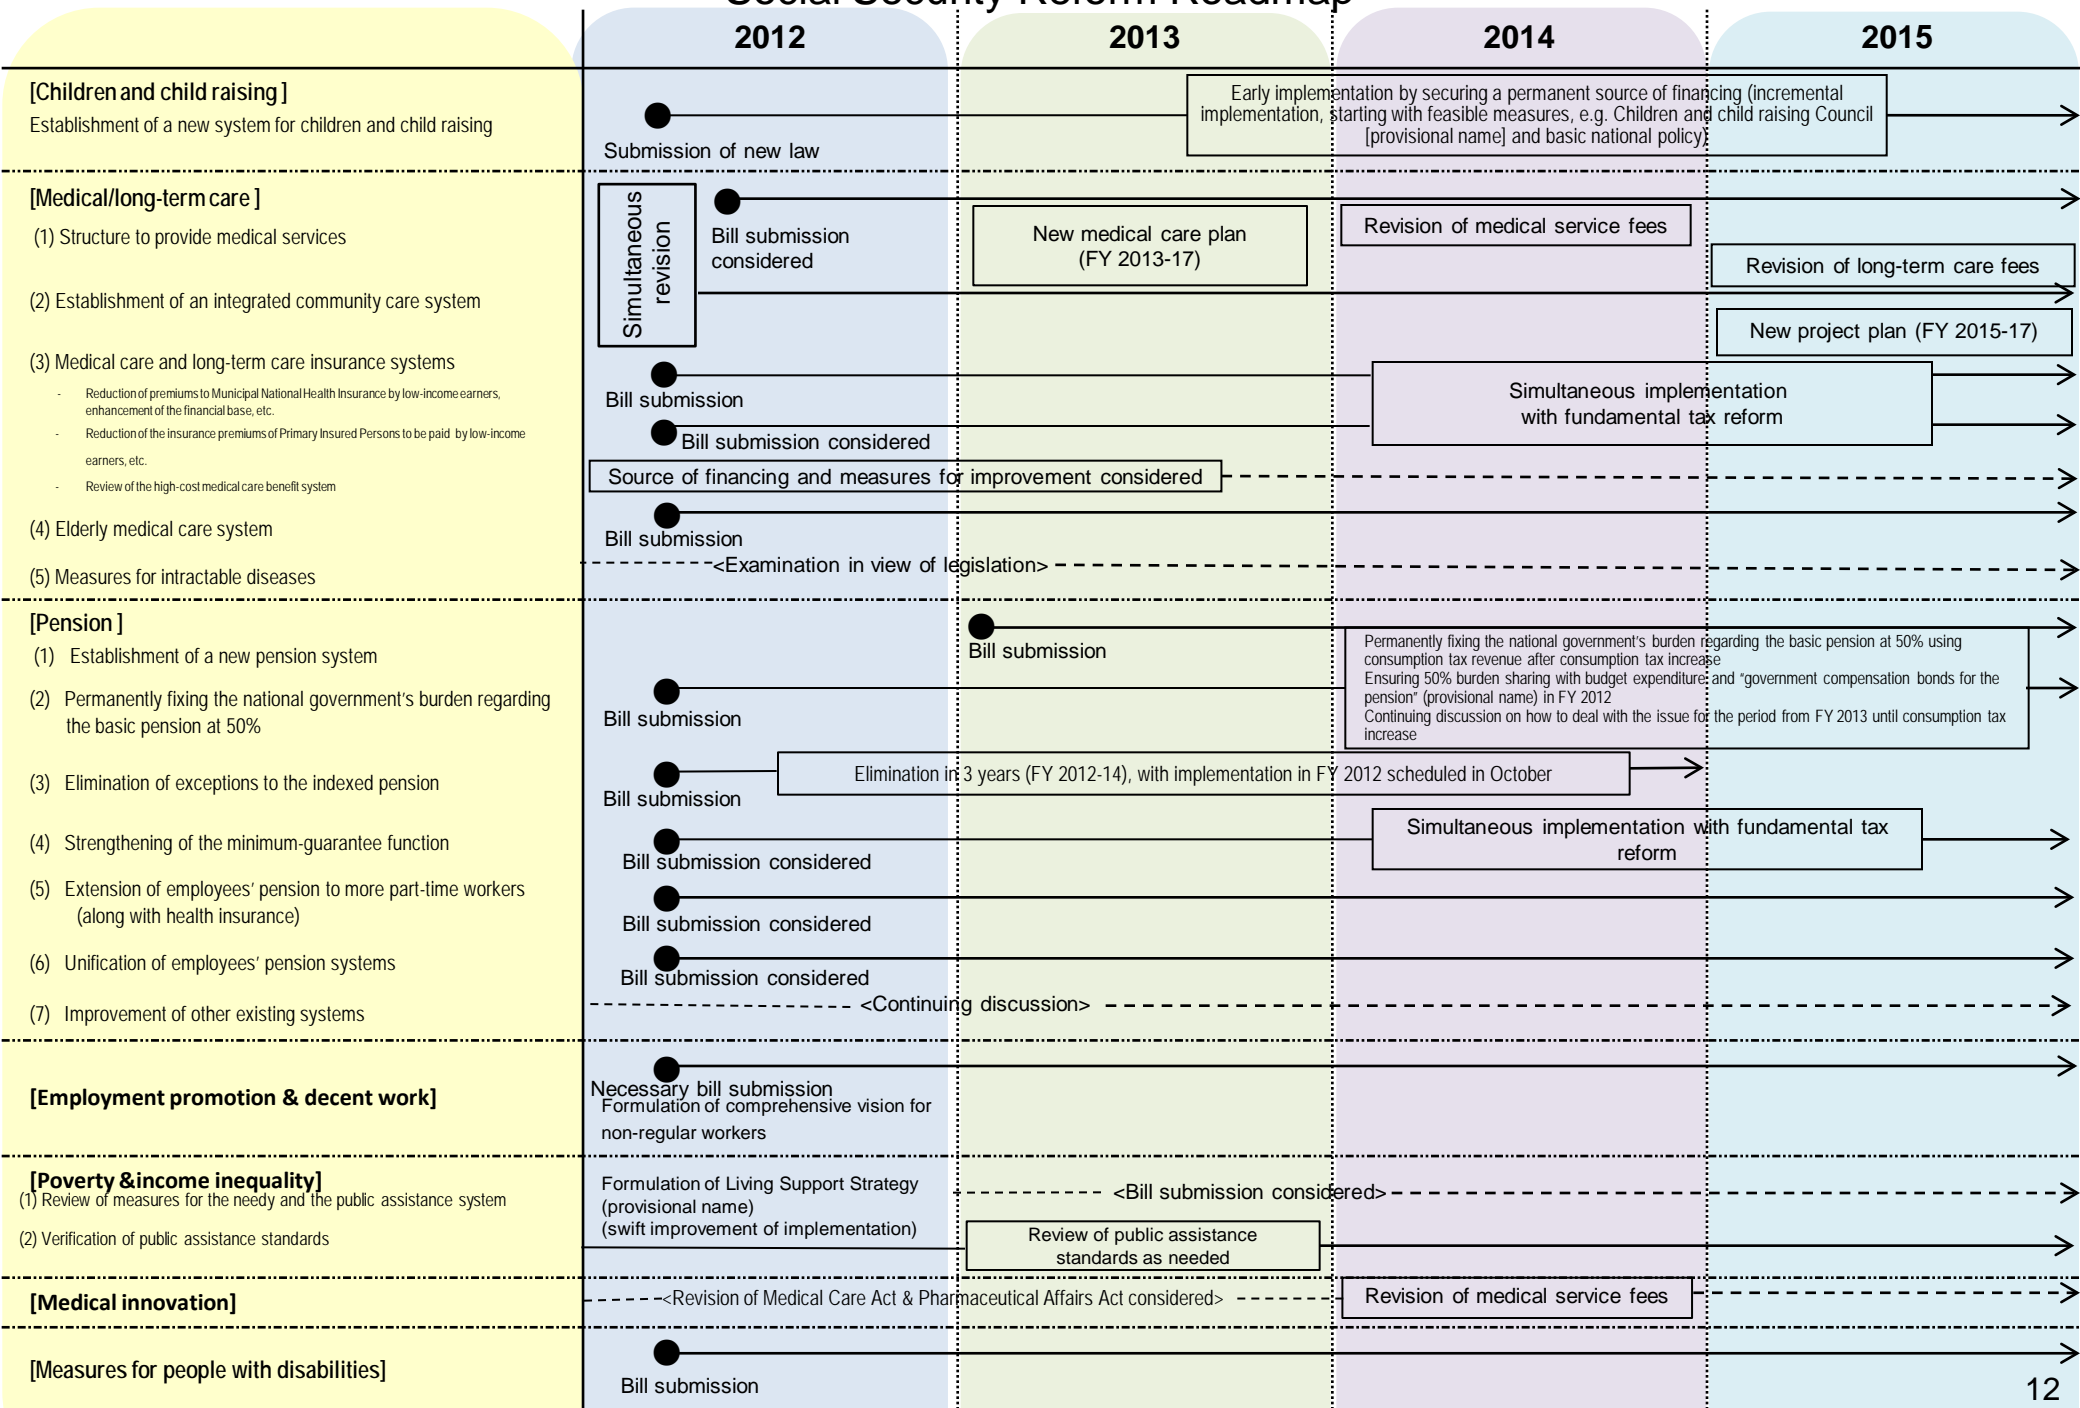 Social Security Reform Roadmap
2012
2013
2014
2015
[Children and child raising ]
Establishment of a new system for children and child raising
Submission of new law
Early implementation by securing a permanent source of financing (incremental
implementation, starting with feasible measures, e.g. Children and child raising Council
[provisional name] and basic national policy)
[Medical/long-term care ]
(1) Structure to provide medical services
(2) Establishment of an integrated community care system
Simultaneous
revision
Bill submission
considered
New medical care plan
(FY 2013-17)
Revision of medical service fees
Revision of long-term care fees
New project plan (FY 2015-17)
(3) Medical care and long-term care insurance systems
- Reduction of premiums to Municipal National Health Insurance by low-income earners,
enhancement of the financial base, etc.
- Reduction of the insurance premiums of Primary Insured Persons to be paid by low-income
earners, etc.
- Review of the high-cost medical care benefit system
Bill submission
Bill submission considered
Simultaneous implementation
with fundamental tax reform
Source of financing and measures for improvement considered
(4) Elderly medical care system
Bill submission
(5) Measures for intractable diseases
<Examination in view of legislation>
[Pension ]
(1) Establishment of a new pension system
Bill submission
(2) Permanently fixing the national government's burden regarding
the basic pension at 50%
Bill submission
Permanently fixing the national government's burden regarding the basic pension at 50% using
consumption tax revenue after consumption tax increase
Ensuring 50% burden sharing with budget expenditure and "government compensation bonds for the
pension" (provisional name) in FY 2012
Continuing discussion on how to deal with the issue for the period from FY 2013 until consumption tax
increase
(3) Elimination of exceptions to the indexed pension
Bill submission
Elimination in 3 years (FY 2012-14), with implementation in FY 2012 scheduled in October
(4) Strengthening of the minimum-guarantee function
Bill submission considered
Simultaneous implementation with fundamental tax
reform
(5) Extension of employees' pension to more part-time workers
(along with health insurance)
Bill submission considered
(6) Unification of employees' pension systems
Bill submission considered
(7) Improvement of other existing systems
<Continuing discussion>
[Employment promotion & decent work]
Necessary bill submission
Formulation of comprehensive vision for
non-regular workers
[Poverty &income inequality]
(1) Review of measures for the needy and the public assistance system
(2) Verification of public assistance standards
Formulation of Living Support Strategy
(provisional name)
(swift improvement of implementation)
<Bill submission considered>
Review of public assistance
standards as needed
[Medical innovation]
<Revision of Medical Care Act & Pharmaceutical Affairs Act considered>
Revision of medical service fees
[Measures for people with disabilities]
Bill submission
12